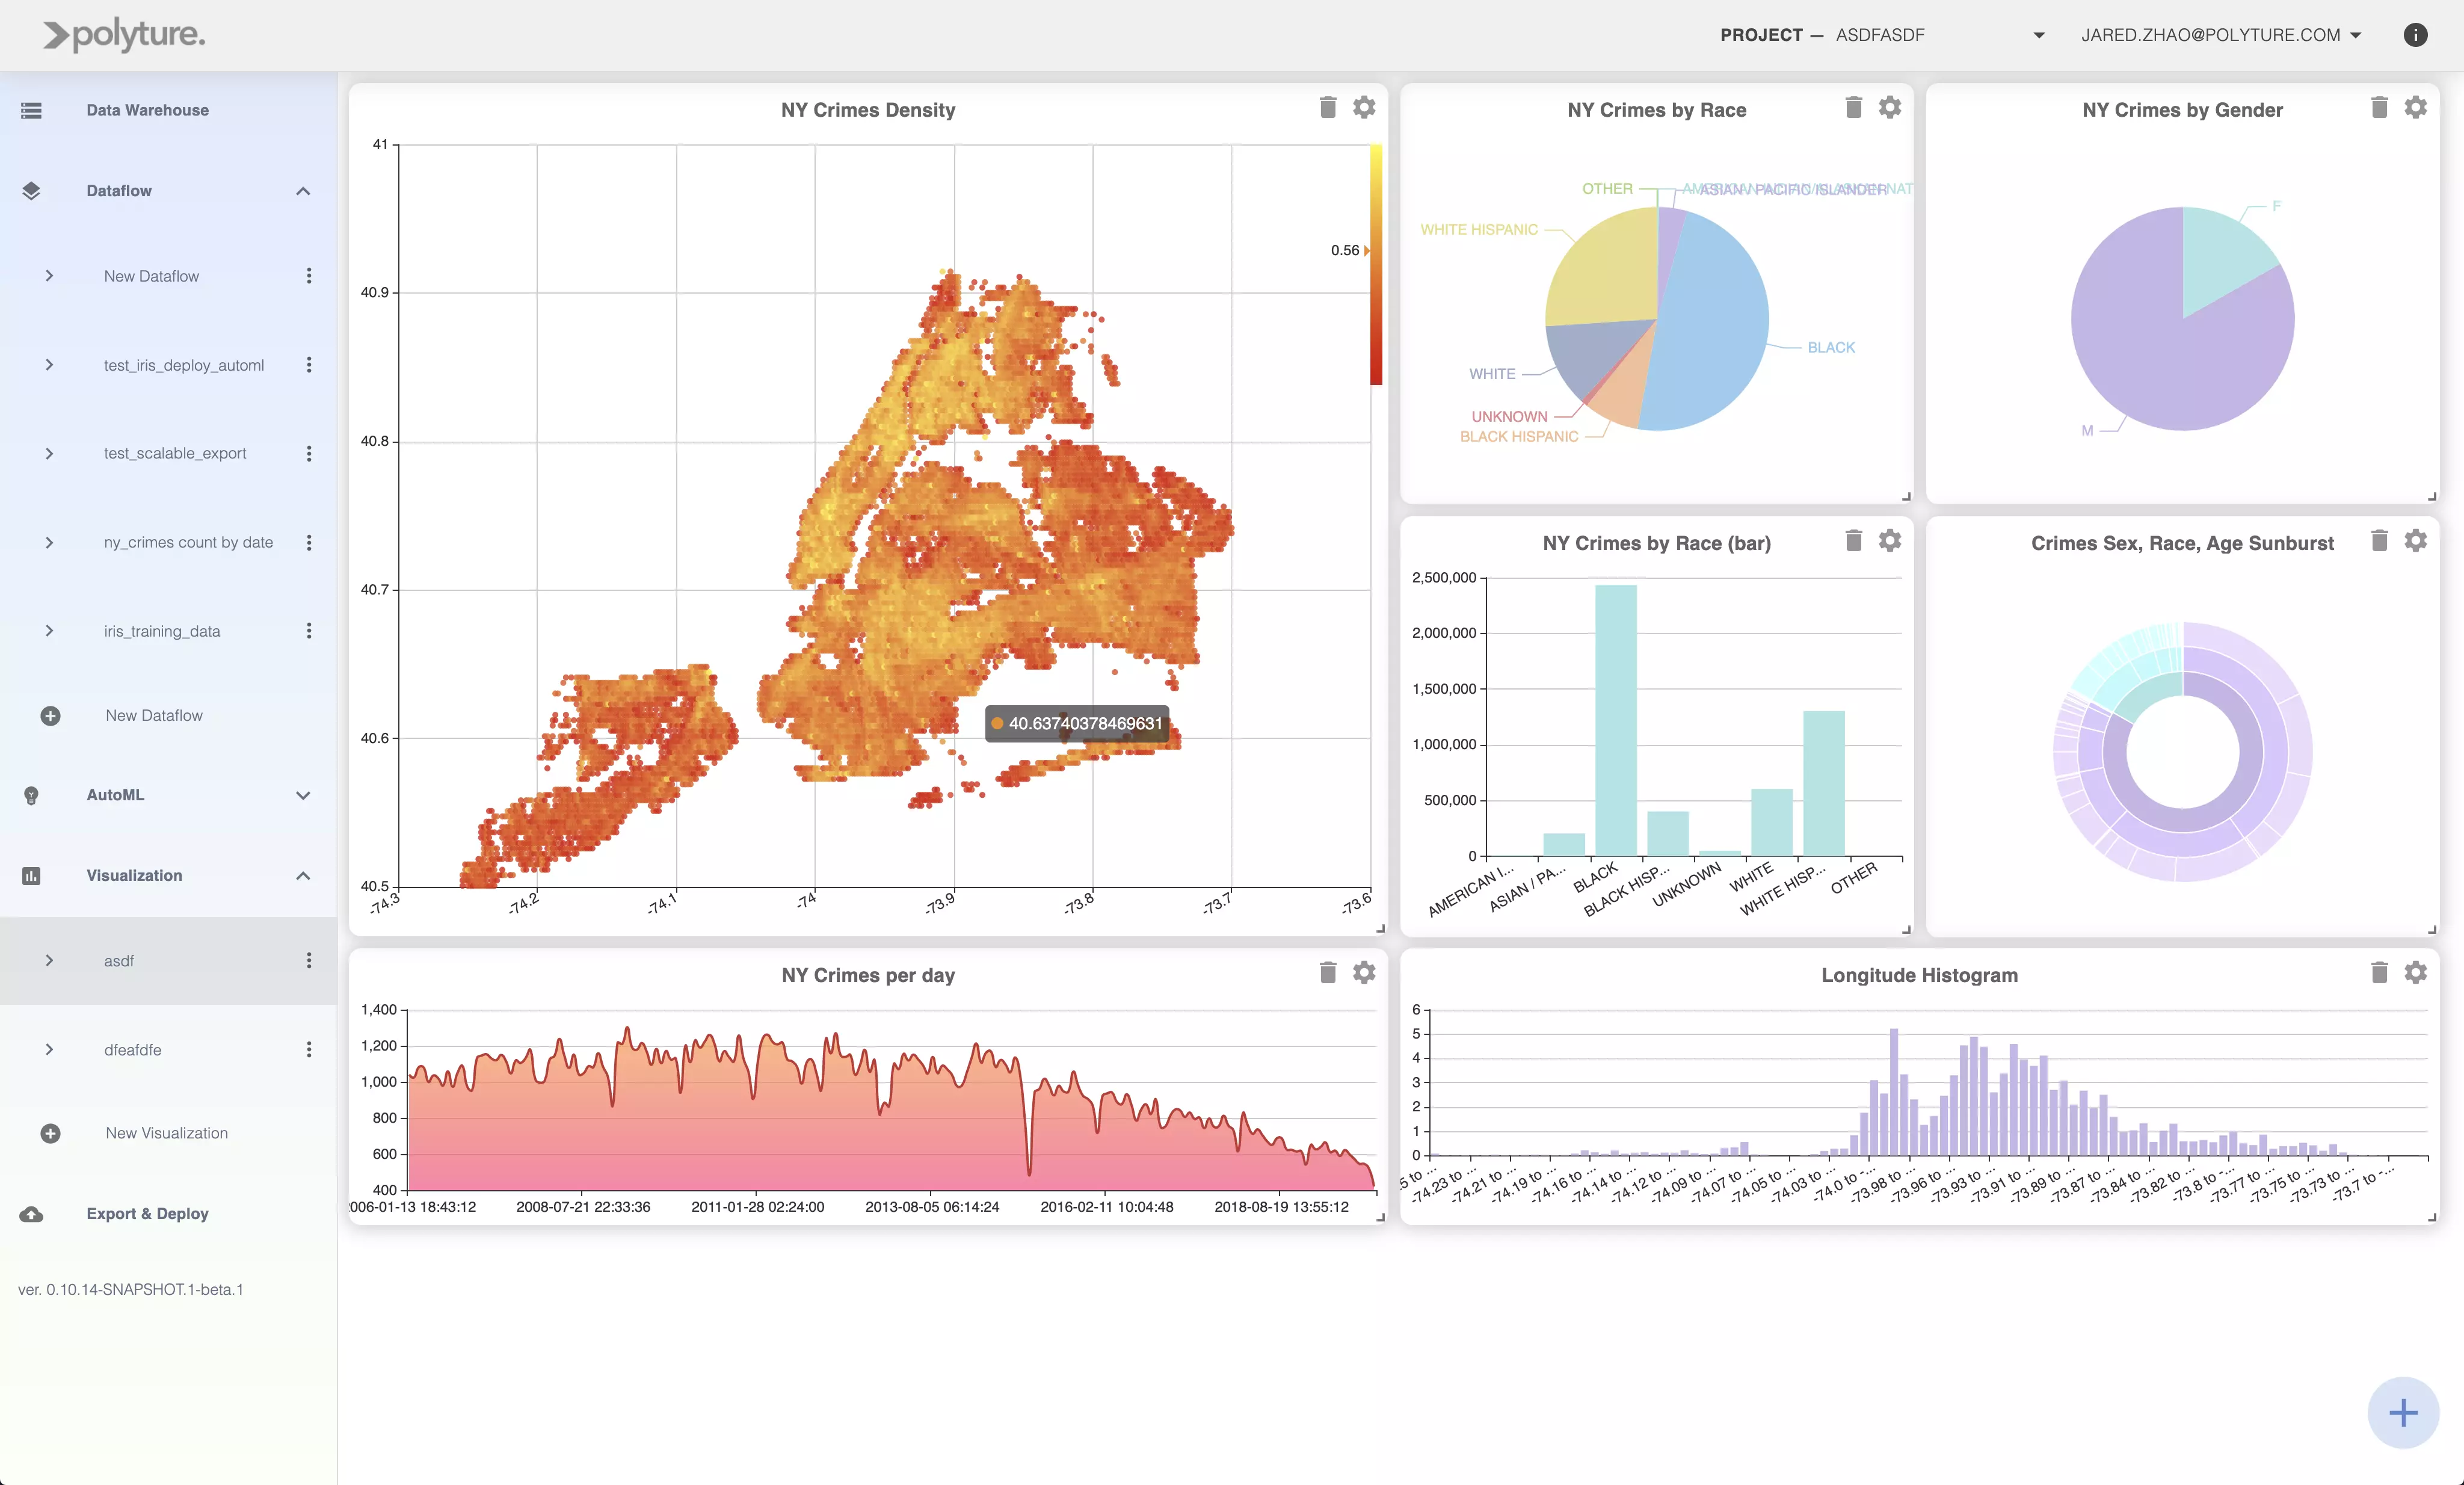 polyture.
PROJECT — ASDFASDF
JARED.ZHAO@POLYTURE.COM
Data Warehouse
Dataflow
New Dataflow
test_iris_deploy_automl
test_scalable_export
ny_crimes count by date
iris_training_data
New Dataflow
AutoML
Visualization
asdf
dfeafdfe
New Visualization
Export & Deploy
ver. 0.10.14-SNAPSHOT.1-beta.1
NY Crimes Density
41
40.9
40.8
40.7
40.6
40.5
-74.3
-74.2
-74.1
-74
-73.9
-73.8
-73.7
-73.6
0.56
40.63740378469631
NY Crimes by Race
OTHER
ASIAN / PACIFIC ISLANDER
WHITE HISPANIC
BLACK
WHITE
UNKNOWN
BLACK HISPANIC
NY Crimes by Gender
F
M
NY Crimes by Race (bar)
2,500,000
2,000,000
1,500,000
1,000,000
500,000
0
AMERICAN I...
ASIAN / PA...
BLACK
BLACK HISP...
UNKNOWN
WHITE
WHITE HISP...
OTHER
Crimes Sex, Race, Age Sunburst
NY Crimes per day
1,400
1,200
1,000
800
600
400
006-01-13 18:43:12
2008-07-21 22:33:36
2011-01-28 02:24:00
2013-08-05 06:14:24
2016-02-11 10:04:48
2018-08-19 13:55:12
Longitude Histogram
6
5
4
3
2
1
0
5 to ...
-74.23 to ...
-74.21 to ...
-74.19 to ...
-74.16 to ...
-74.14 to ...
-74.12 to ...
-74.09 to ...
-74.07 to ...
-74.05 to ...
-74.03 to ...
-74.0 to -...
-73.98 to ...
-73.96 to ...
-73.93 to ...
-73.91 to ...
-73.89 to ...
-73.87 to ...
-73.84 to ...
-73.82 to ...
-73.8 to -...
-73.77 to ...
-73.75 to ...
-73.73 to ...
-73.7 to -...